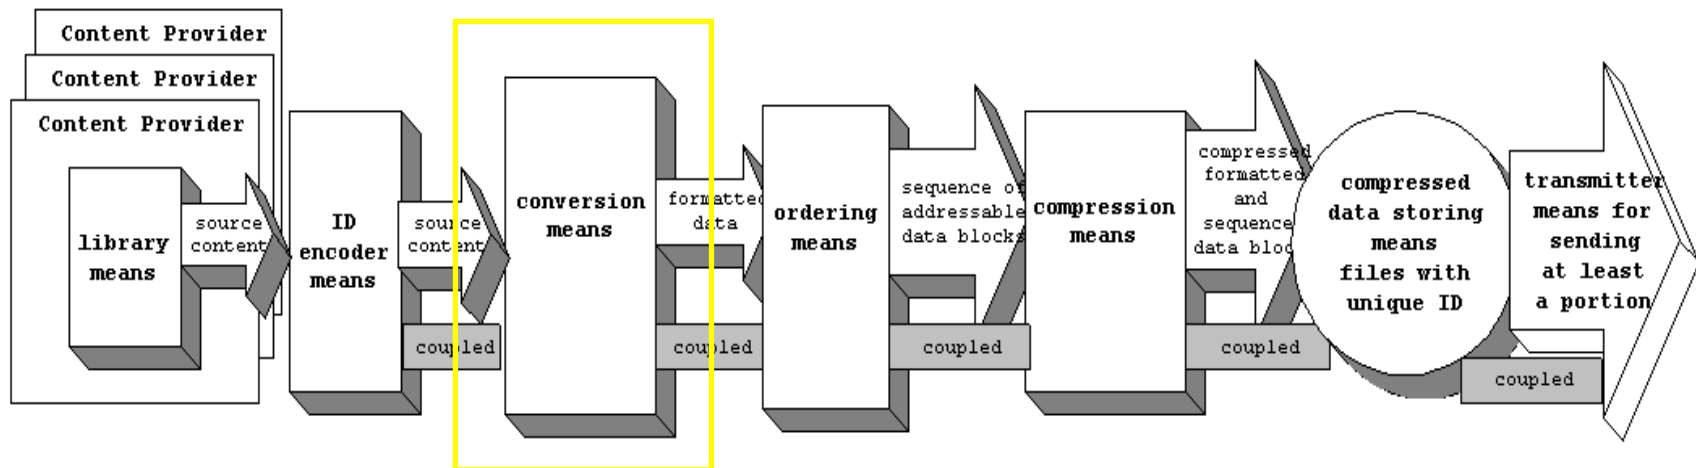 Content Provider
Content Provider
Content Provider
library
means
source
content
ID
encoder
means
source
content
coupled
conversion
means
formatted
data
coupled
ordering
means
sequence of
addressable
data blocks
coupled
compression
means
compressed
formatted
and
sequence
data bloc
coupled
compressed
data storing
means
files with
unique ID
transmitter
means for
sending
at least
a portion
coupled